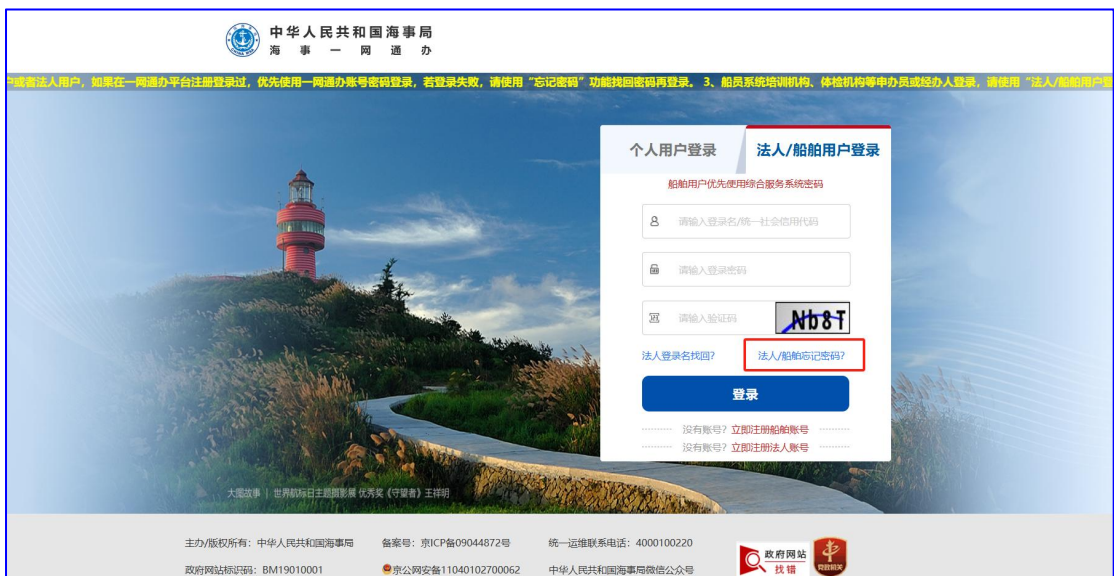 中华人民共和国海事局
海事一网通办
户或者法人用户，如果在一网通办平台注册登录过，优先使用一网通办账号密码登录，若登录失败，请使用“忘记密码”功能找回密码再登录。 3、船员系统培训机构、体检机构等申办员或经办人登录，请使用“法人/船舶用户登
个人用户登录
法人/船舶用户登录
船舶用户优先使用综合服务系统密码
请输入登录名/统一社会信用代码
请输入登录密码
请输入验证码
Nb8T
法人登录名找回?
法人/船舶忘记密码?
登录
没有账号? 立即注册船舶账号
没有账号? 立即注册法人账号
大图故事 | 世界航标日主题摄影展 优秀奖《守望者》王祥明
主办/版权所有：中华人民共和国海事局
备案号：京ICP备09044872号
统一运维联系电话：4000100220
政府网站标识码：BM19010001
京公网安备11040102700062
中华人民共和国海事局微信公众号
政府网站
找错
党政机关